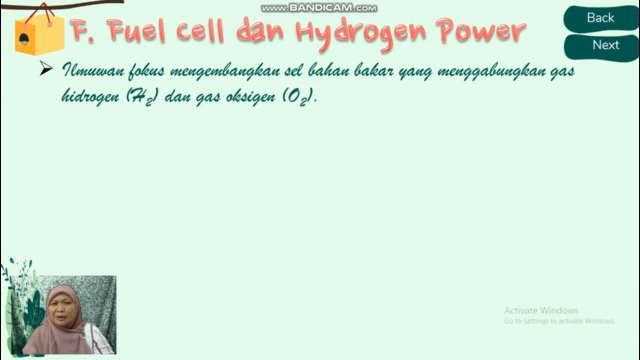 WWW.BANDICAM.COM
F. Fuel cell dan Hydrogen Power
Back
Next
Ilmuwan fokus mengembangkan sel bahan bakar yang menggabungkan gas
hidrogen (H₂) dan gas oksigen (O₂).
Activate Windows
Go to Settings to activate Windows.